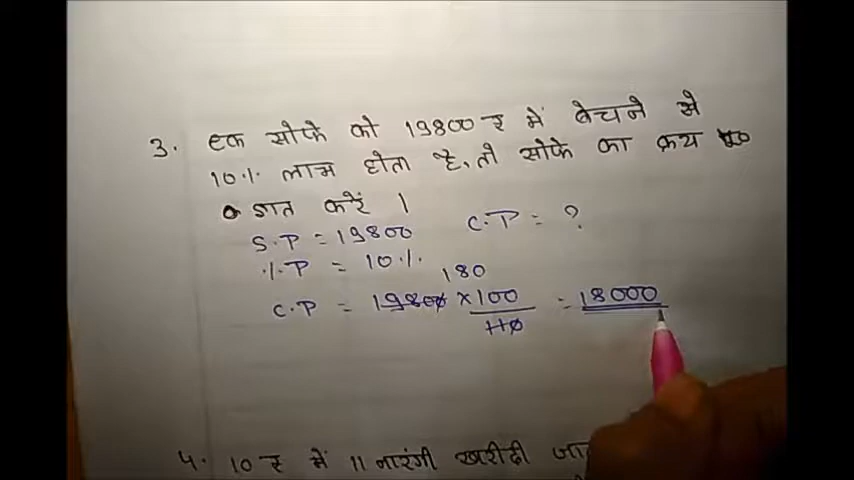 3. एक सोफे को 19800 रु में बेचने से
10% लाभ होता है, तो सोफे का क्रय
ज्ञात करें ।
S.P = 19800 C.P = ?
%P = 10%
180
C.P = 19800 × 100 = 18000
110
4. 10 रु में 11 नारंगी खरीदी जा